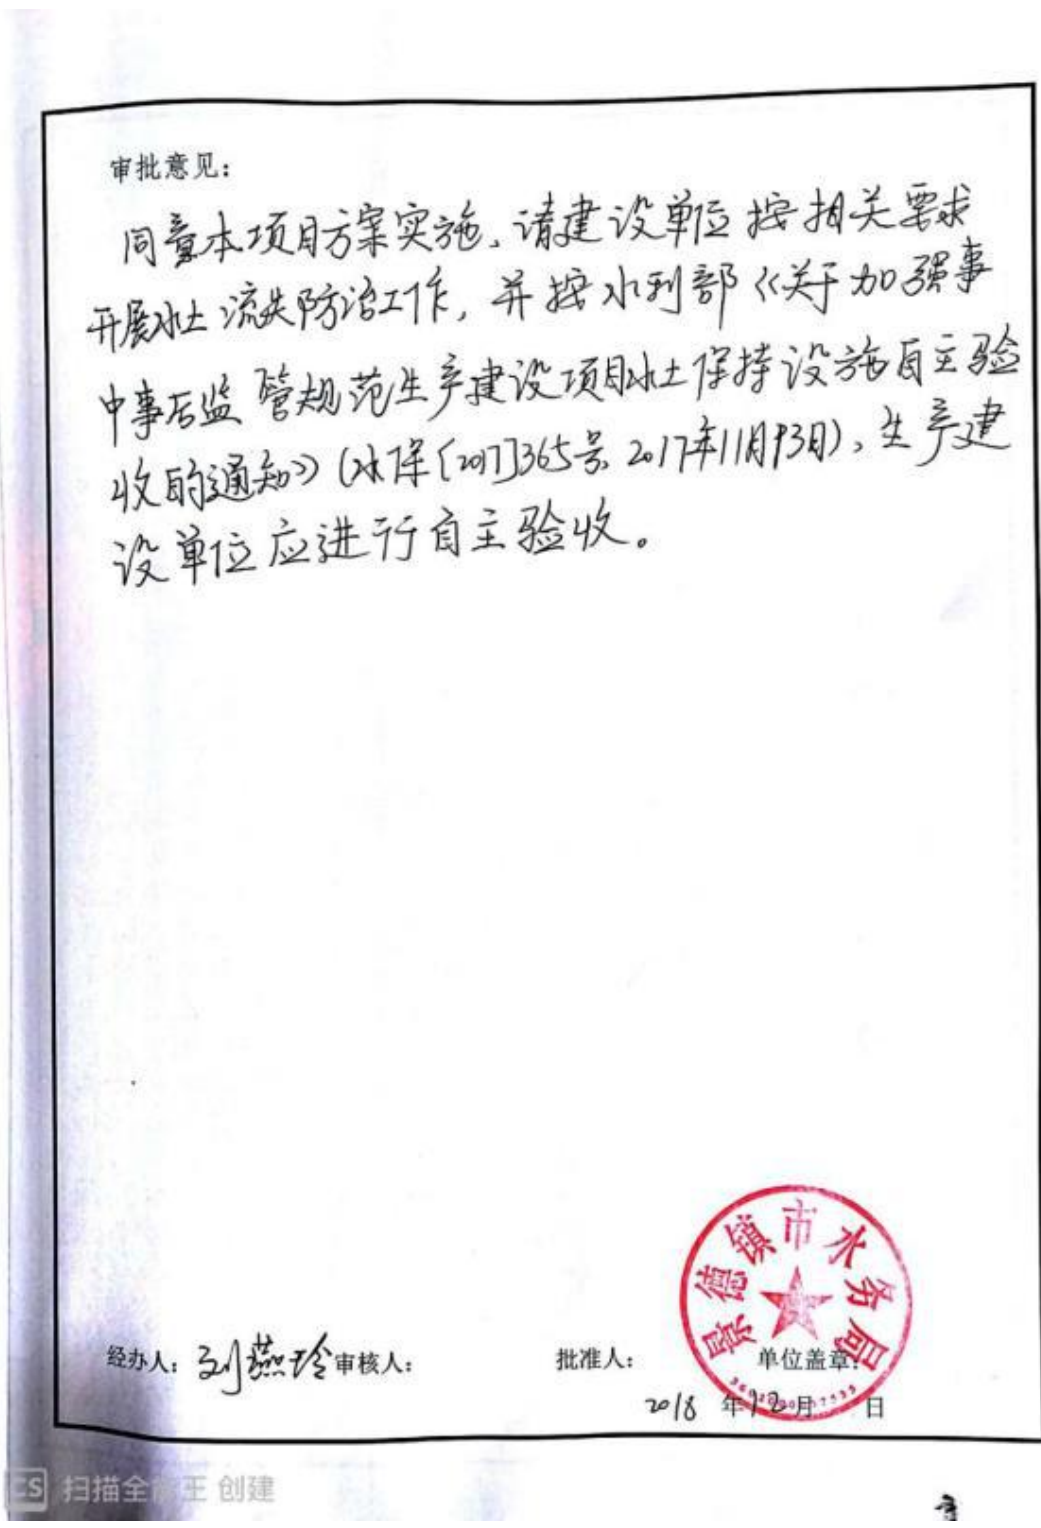 审批意见：
同意本项目方案实施、请建设单位按相关要求
开展水土流失防治工作，并按水利部《关于加强事
中事后监管规范生产建设项目水土保持设施自主验
收的通知》(水保〔2017〕365号 2017年11月13日)、生产建
设单位应进行自主验收。
景德镇市水务局
经办人：刘燕玲 审核人： 批准人： 单位盖章：
2018 年12月 日
CS 扫描全能王 创建